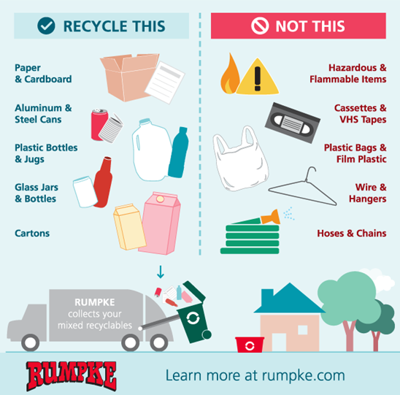 RECYCLE THIS
Paper
& Cardboard
Aluminum &
Steel Cans
Plastic Bottles
& Jugs
Glass Jars
& Bottles
Cartons
NOT THIS
Hazardous &
Flammable Items
Cassettes &
VHS Tapes
Plastic Bags &
Film Plastic
Wire &
Hangers
Hoses & Chains
RUMPKE
collects your
mixed recyclables
RUMPKE
Learn more at rumpke.com